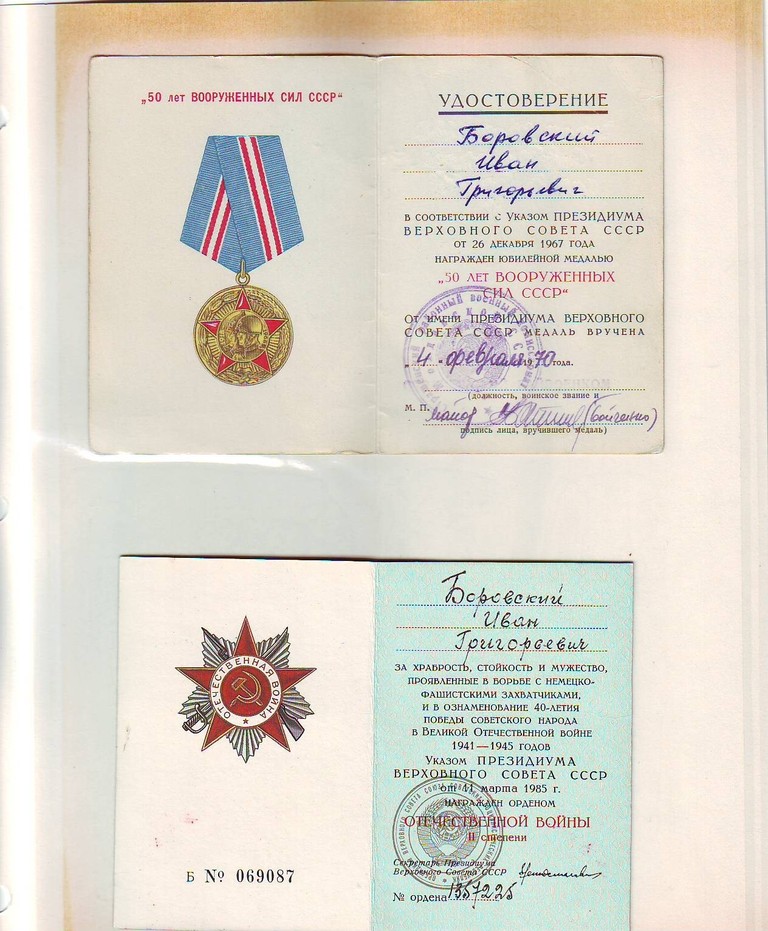 „50 лет ВООРУЖЕННЫХ СИЛ СССР“
УДОСТОВЕРЕНИЕ
Боровский
Иван
Григорьевич
В СООТВЕТСТВИИ С УКАЗОМ ПРЕЗИДИУМА
ВЕРХОВНОГО СОВЕТА СССР
ОТ 26 ДЕКАБРЯ 1967 ГОДА
НАГРАЖДЕН ЮБИЛЕЙНОЙ МЕДАЛЬЮ
„50 ЛЕТ ВООРУЖЕННЫХ
СИЛ СССР“
ОТ ИМЕНИ ПРЕЗИДИУМА ВЕРХОВНОГО
СОВЕТА СССР МЕДАЛЬ ВРУЧЕНА
„4“ февраля 1970 года.
(должность, воинское звание и
М. П. майор (Бойченко)
подпись лица, вручившего медаль)
Боровский
Иван
Григорьевич
ЗА ХРАБРОСТЬ, СТОЙКОСТЬ И МУЖЕСТВО,
ПРОЯВЛЕННЫЕ В БОРЬБЕ С НЕМЕЦКО-
ФАШИСТСКИМИ ЗАХВАТЧИКАМИ,
И В ОЗНАМЕНОВАНИЕ 40-ЛЕТИЯ
ПОБЕДЫ СОВЕТСКОГО НАРОДА
В ВЕЛИКОЙ ОТЕЧЕСТВЕННОЙ ВОЙНЕ
1941—1945 ГОДОВ
УКАЗОМ ПРЕЗИДИУМА
ВЕРХОВНОГО СОВЕТА СССР
от 11 марта 1985 г.
НАГРАЖДЕН ОРДЕНОМ
ОТЕЧЕСТВЕННОЙ ВОЙНЫ
II степени
Секретарь Президиума
Верховного Совета СССР
№ ордена 1357225
ОТЕЧЕСТВЕННАЯ ВОЙНА
Б № 069087